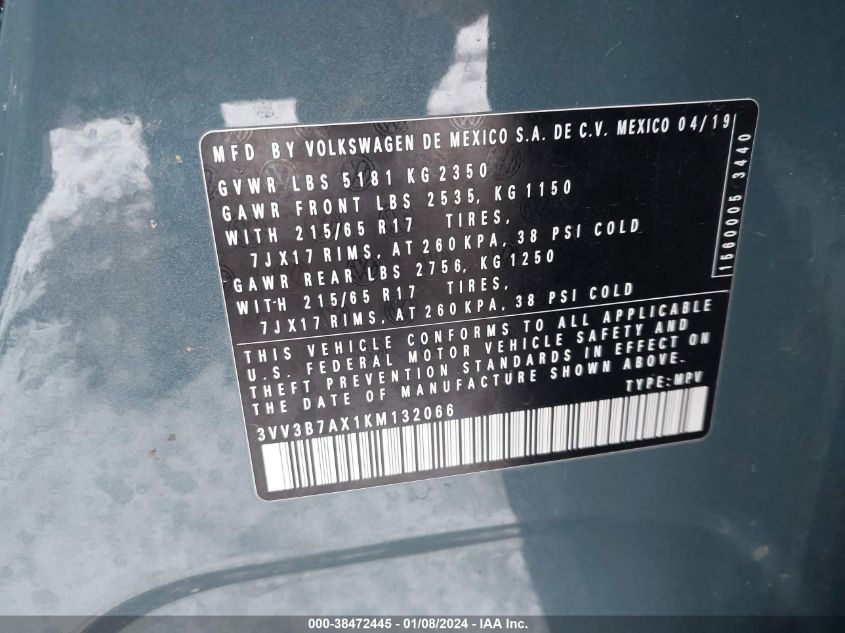 MFD BY VOLKSWAGEN DE MEXICO S.A. DE C.V. MEXICO 04/19
GVWR LBS 5181 KG 2350
GAWR FRONT LBS 2535, KG 1150
WITH 215/65 R17 TIRES,
7JX17 RIMS, AT 260 KPA, 38 PSI COLD
GAWR REAR LBS 2756, KG 1250
WITH 215/65 R17 TIRES,
7JX17 RIMS, AT 260 KPA, 38 PSI COLD
1560005 3440
THIS VEHICLE CONFORMS TO ALL APPLICABLE
U.S. FEDERAL MOTOR VEHICLE SAFETY AND
THEFT PREVENTION STANDARDS IN EFFECT ON
THE DATE OF MANUFACTURE SHOWN ABOVE.
TYPE:MPV
3VV3B7AX1KM132066
000-38472445 - 01/08/2024 - IAA Inc.